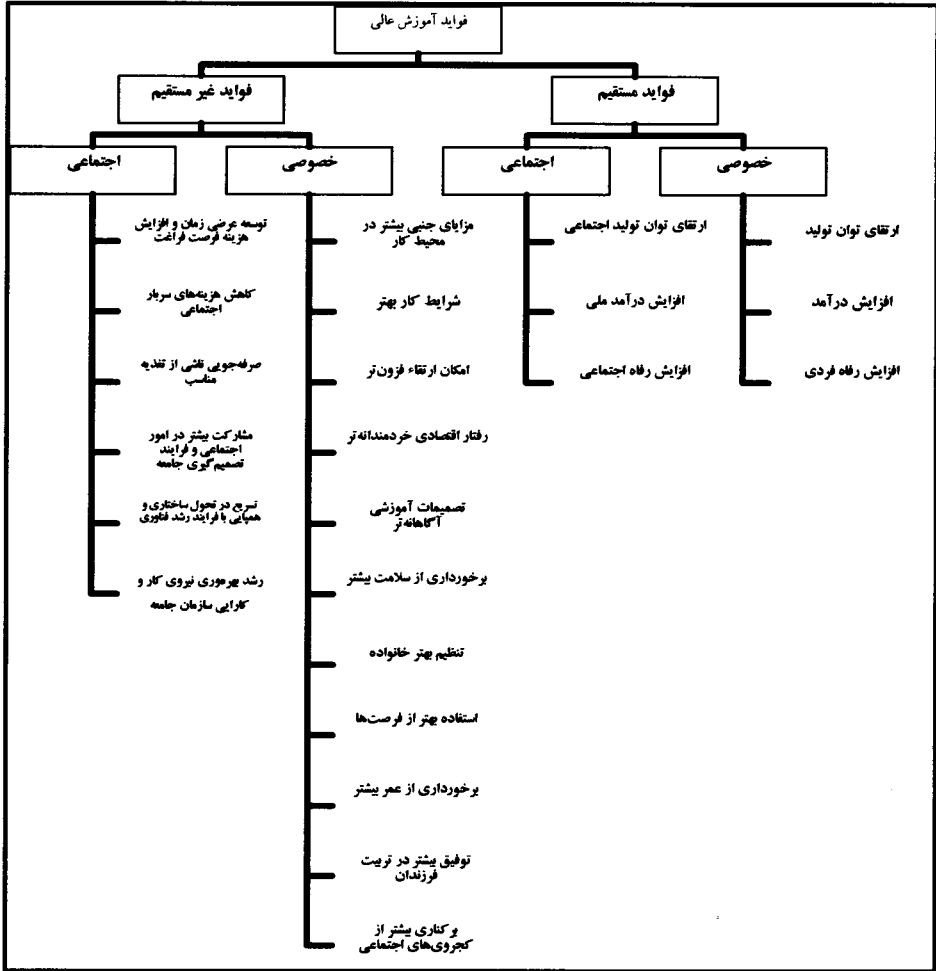 فواید آموزش عالی
فواید مستقیم
فواید غیر مستقیم
خصوصی
اجتماعی
خصوصی
اجتماعی
ارتقای توان تولید
افزایش درآمد
افزایش رفاه فردی
ارتقای توان تولید اجتماعی
افزایش درآمد ملی
افزایش رفاه اجتماعی
مزایای جنبی بیشتر در
محیط کار
شرایط کار بهتر
امکان ارتقاء فزون‌تر
رفتار اقتصادی خردمندانه‌تر
تصمیمات آموزشی
آگاهانه‌تر
برخورداری از سلامت بیشتر
تنظیم بهتر خانواده
استفاده بهتر از فرصت‌ها
برخورداری از عمر بیشتر
توفیق بیشتر در تربیت
فرزندان
برکناری بیشتر از
کجروی‌های اجتماعی
توسعه عرضی زمان و افزایش
هزینه فرصت فراغت
کاهش هزینه‌های سربار
اجتماعی
صرفه‌جویی ناشی از تغذیه
مناسب
مشارکت بیشتر در امور
اجتماعی و فرایند
تصمیم‌گیری جامعه
تسریع در تحول ساختاری و
همپایی با فرایند رشد فناوری
رشد بهره‌وری نیروی کار و
کارایی سازمان جامعه